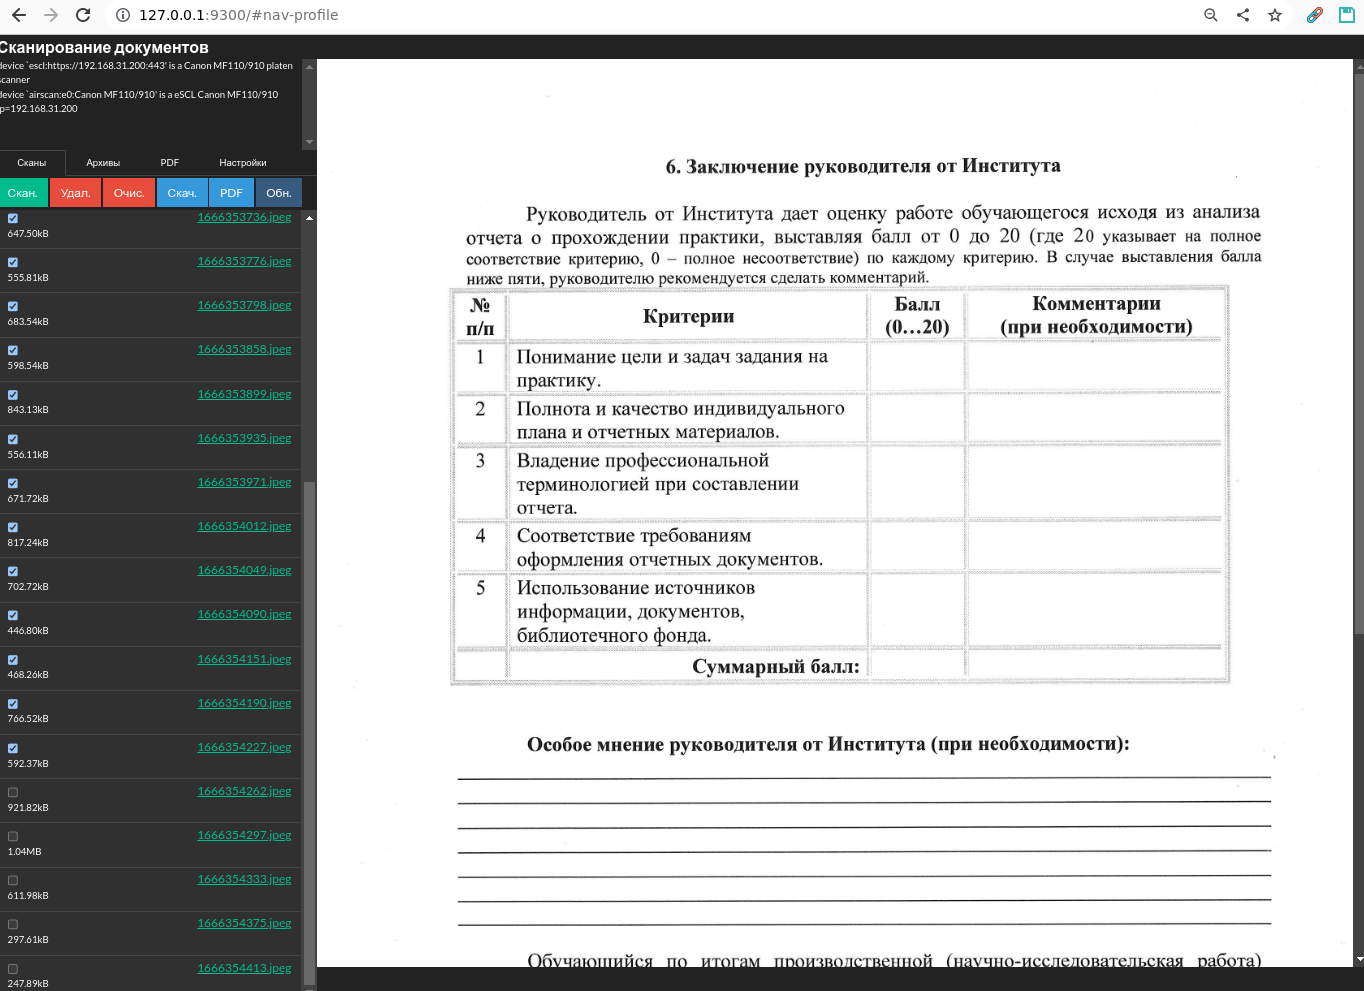 127.0.0.1:9300/#nav-profile
Сканирование документов
device `escl:https://192.168.31.200:443' is a Canon MF110/910 platen
scanner
device `airscan:e0:Canon MF110/910' is a eSCL Canon MF110/910
ip=192.168.31.200
Сканы Архивы PDF Настройки
Скан. Удал. Очис. Скач. PDF Обн.
1666353736.jpeg
647.50kB
1666353776.jpeg
555.81kB
1666353798.jpeg
683.54kB
1666353858.jpeg
598.54kB
1666353899.jpeg
843.13kB
1666353935.jpeg
556.11kB
1666353971.jpeg
671.72kB
1666354012.jpeg
817.24kB
1666354049.jpeg
702.72kB
1666354090.jpeg
446.80kB
1666354151.jpeg
468.26kB
1666354190.jpeg
766.52kB
1666354227.jpeg
592.37kB
1666354262.jpeg
921.82kB
1666354297.jpeg
1.04MB
1666354333.jpeg
611.98kB
1666354375.jpeg
297.61kB
1666354413.jpeg
247.89kB
6. Заключение руководителя от Института
Руководитель от Института дает оценку работе обучающегося исходя из анализа
отчета о прохождении практики, выставляя балл от 0 до 20 (где 20 указывает на полное
соответствие критерию, 0 – полное несоответствие) по каждому критерию. В случае выставления балла
ниже пяти, руководителю рекомендуется сделать комментарий.
№ п/п Критерии Балл (0...20) Комментарии (при необходимости)
1 Понимание цели и задач задания на
практику.
2 Полнота и качество индивидуального
плана и отчетных материалов.
3 Владение профессиональной
терминологией при составлении
отчета.
4 Соответствие требованиям
оформления отчетных документов.
5 Использование источников
информации, документов,
библиотечного фонда.
Суммарный балл:
Особое мнение руководителя от Института (при необходимости):
Обучающийся по итогам производственной (научно-исследовательская работа)